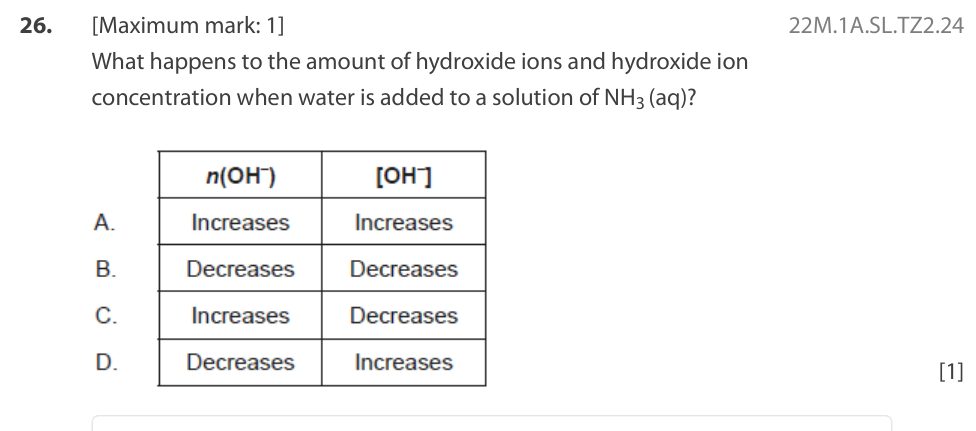 26. [Maximum mark: 1] 22M.1A.SL.TZ2.24
What happens to the amount of hydroxide ions and hydroxide ion
concentration when water is added to a solution of NH₃ (aq)?
n(OH⁻) [OH⁻]
A. Increases Increases
B. Decreases Decreases
C. Increases Decreases
D. Decreases Increases
[1]